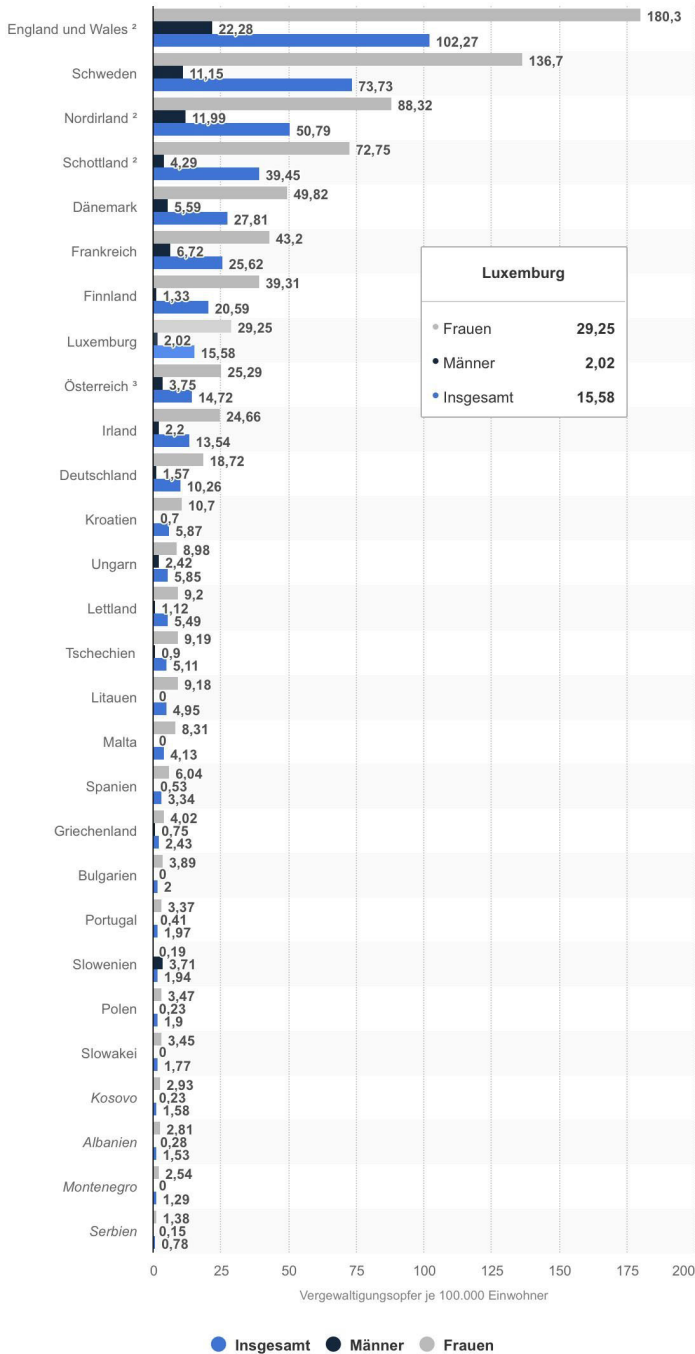 England und Wales ²
180,3
22,28
102,27
Schweden
136,7
11,15
73,73
Nordirland ²
88,32
11,99
50,79
Schottland ²
72,75
4,29
39,45
Dänemark
49,82
5,59
27,81
Frankreich
43,2
6,72
25,62
Finnland
39,31
1,33
20,59
Luxemburg
29,25
2,02
15,58
Österreich ³
25,29
3,75
14,72
Irland
24,66
2,2
13,54
Deutschland
18,72
1,57
10,26
Kroatien
10,7
0,7
5,87
Ungarn
8,98
2,42
5,85
Lettland
9,2
1,12
5,49
Tschechien
9,19
0,9
5,11
Litauen
9,18
0
4,95
Malta
8,31
0
4,13
Spanien
6,04
0,53
3,34
Griechenland
4,02
0,75
2,43
Bulgarien
3,89
0
2
Portugal
3,37
0,41
1,97
Slowenien
0,19
3,71
1,94
Polen
3,47
0,23
1,9
Slowakei
3,45
0
1,77
Kosovo
2,93
0,23
1,58
Albanien
2,81
0,28
1,53
Montenegro
2,54
0
1,29
Serbien
1,38
0,15
0,78
Luxemburg
Frauen 29,25
Männer 2,02
Insgesamt 15,58
0 25 50 75 100 125 150 175 200
Vergewaltigungsopfer je 100.000 Einwohner
Insgesamt Männer Frauen